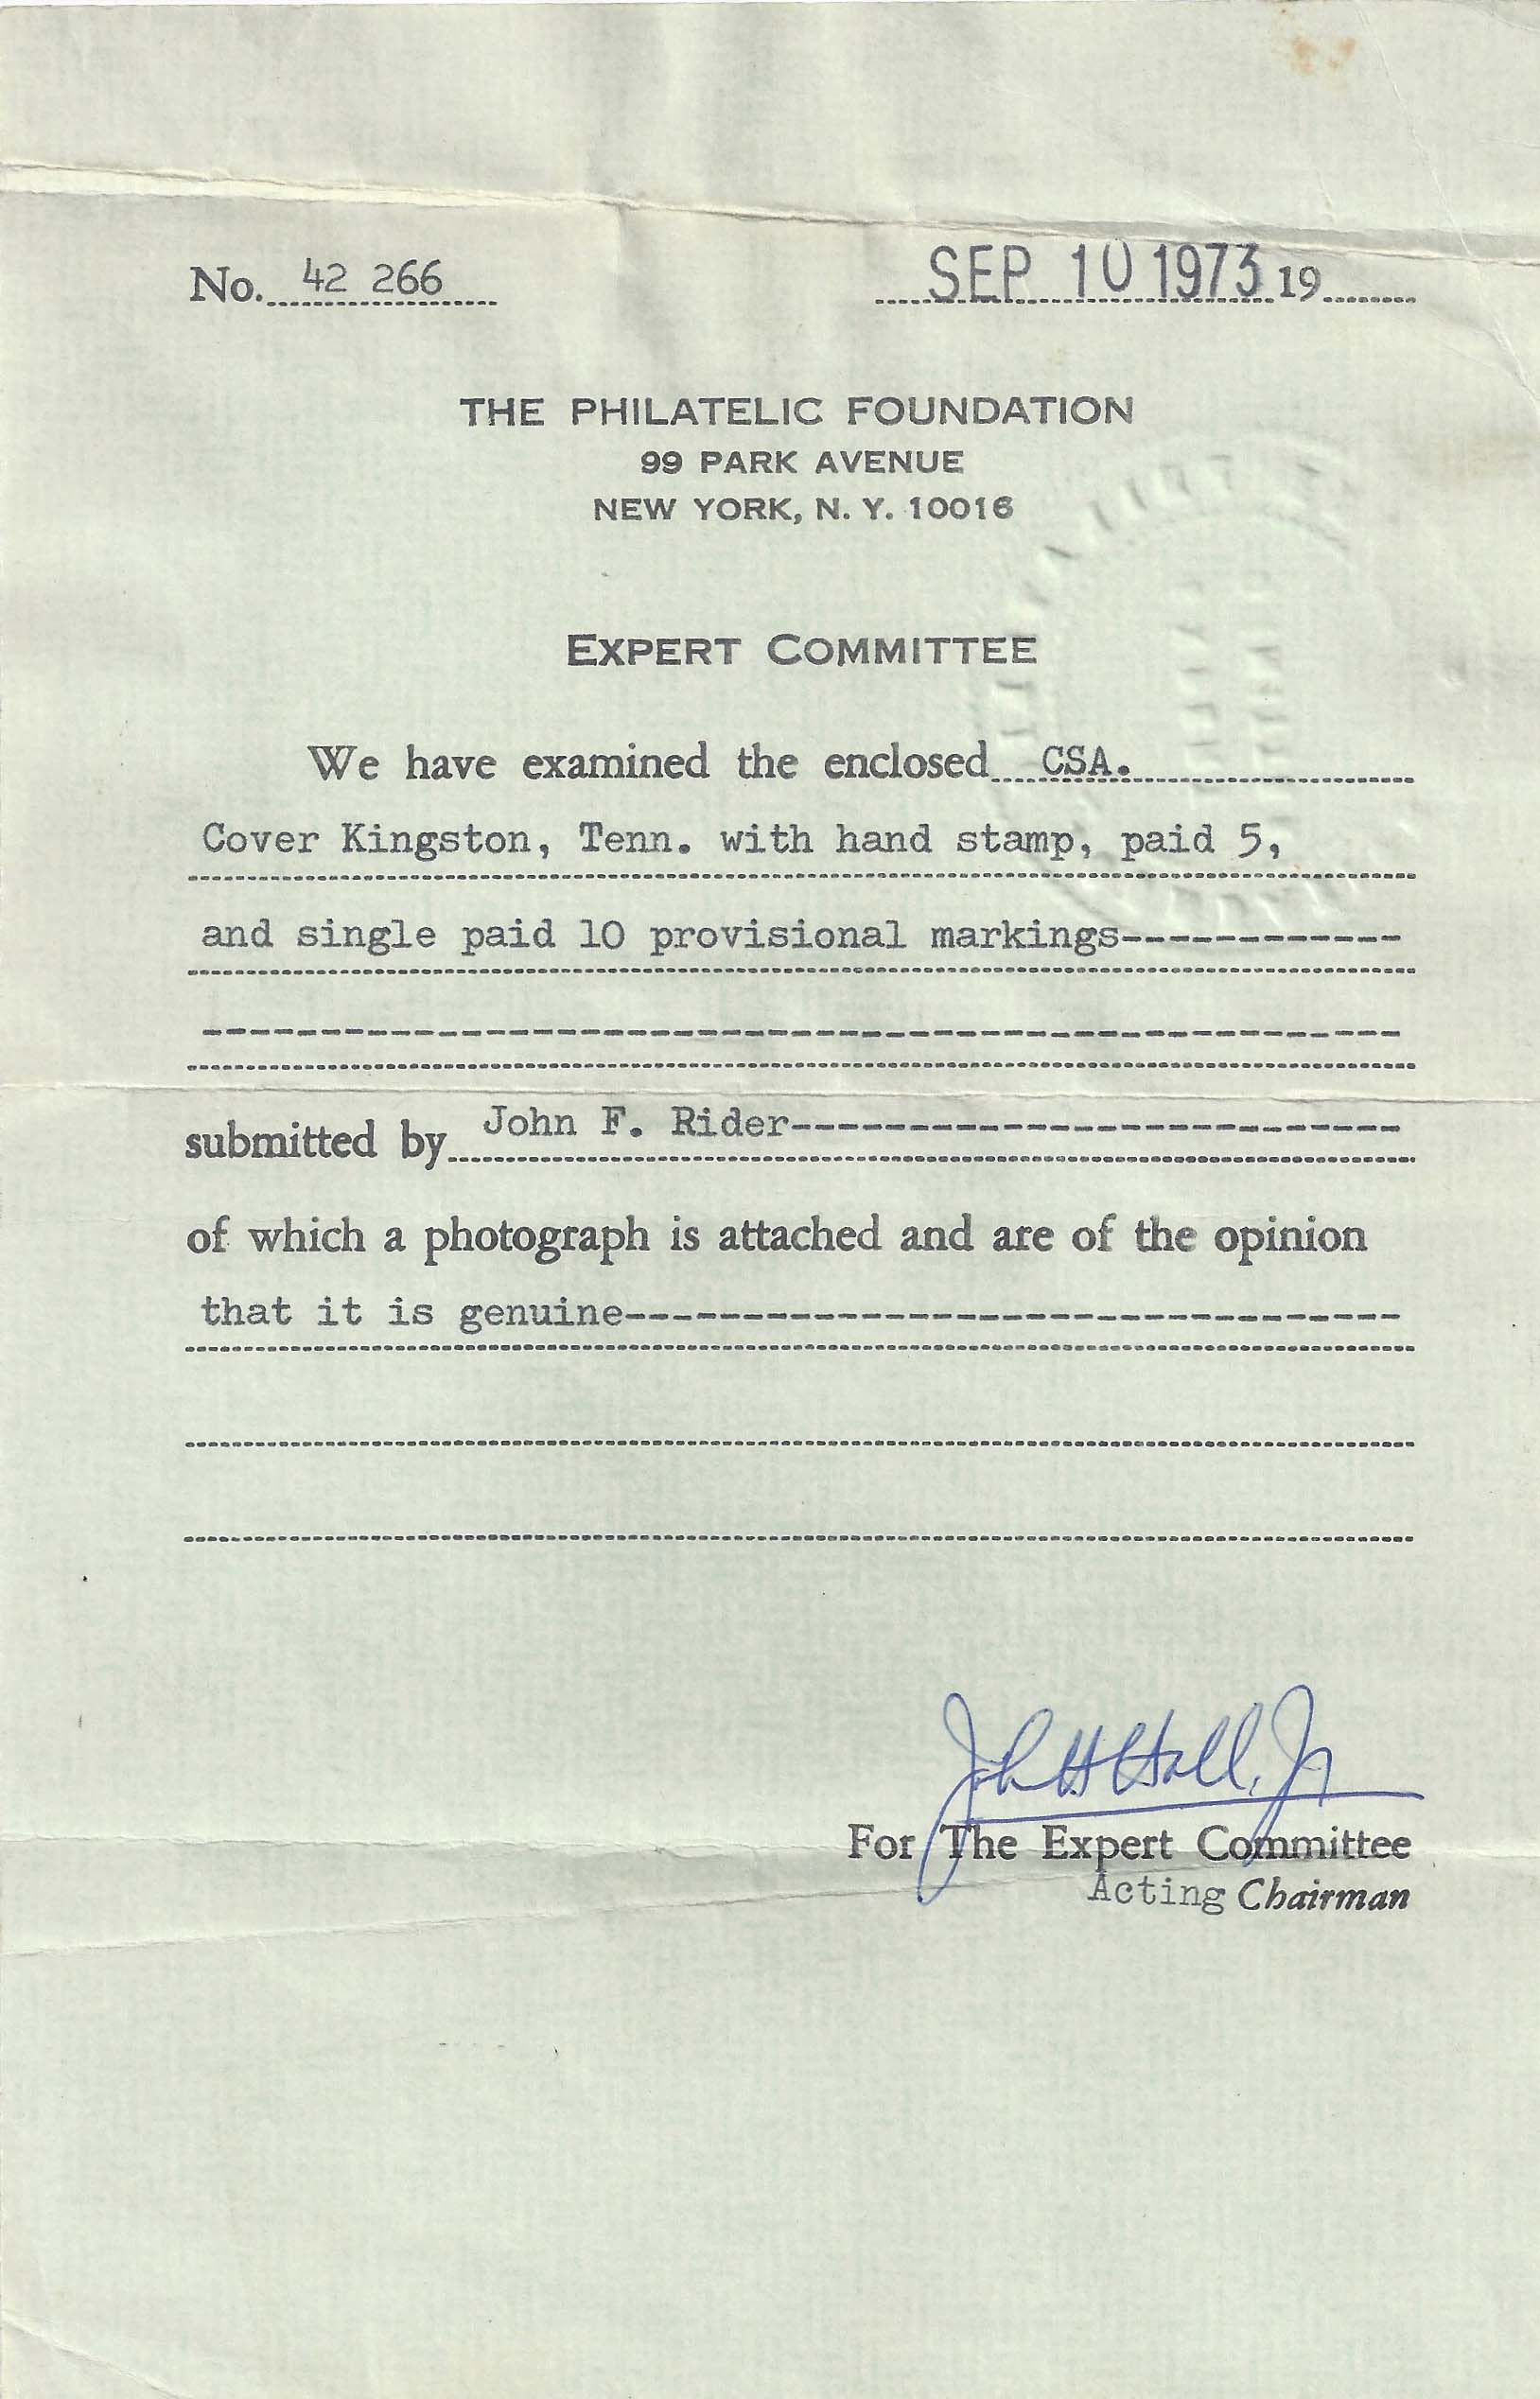 No. 42 266
SEP 10 1973 19
THE PHILATELIC FOUNDATION
99 PARK AVENUE
NEW YORK, N. Y. 10016
EXPERT COMMITTEE
We have examined the enclosed CSA.
Cover Kingston, Tenn. with hand stamp, paid 5,
and single paid 10 provisional markings-------------
---------------------------------------------------
submitted by John F. Rider--------------------------
of which a photograph is attached and are of the opinion
that it is genuine---------------------------------
John H Hall, Jr
For The Expert Committee
Acting Chairman